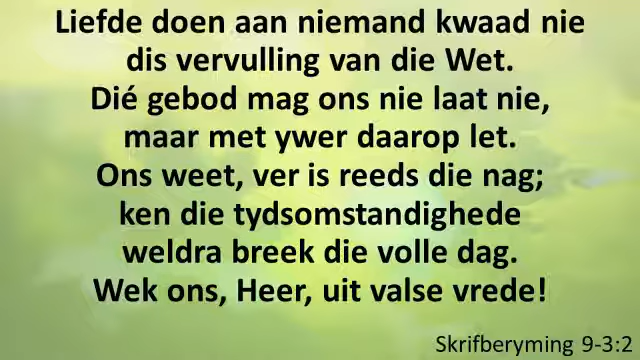 Liefde doen aan niemand kwaad nie
dis vervulling van die Wet.
Dié gebod mag ons nie laat nie,
maar met ywer daarop let.
Ons weet, ver is reeds die nag;
ken die tydsomstandighede
weldra breek die volle dag.
Wek ons, Heer, uit valse vrede!
Skrifberyming 9-3:2